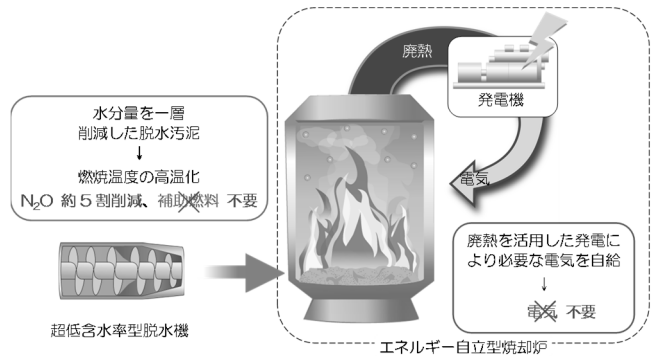 廃熱
発電機
水分量を一層
削減した脱水汚泥
↓
燃焼温度の高温化
N₂O 約5割削減、補助燃料 不要
電気
廃熱を活用した発電に
より必要な電気を自給
↓
電気 不要
超低含水率型脱水機
エネルギー自立型焼却炉